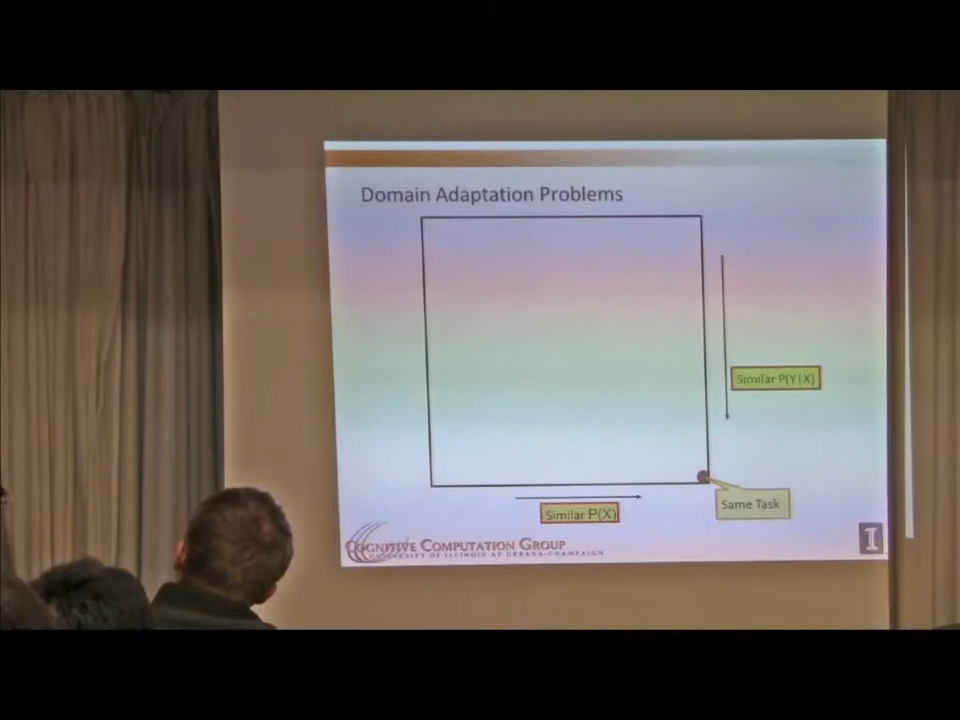 Domain Adaptation Problems
Similar P(Y|X)
Same Task
Similar P(X)
COGNITIVE COMPUTATION GROUP
UNIVERSITY OF ILLINOIS AT URBANA-CHAMPAIGN
I